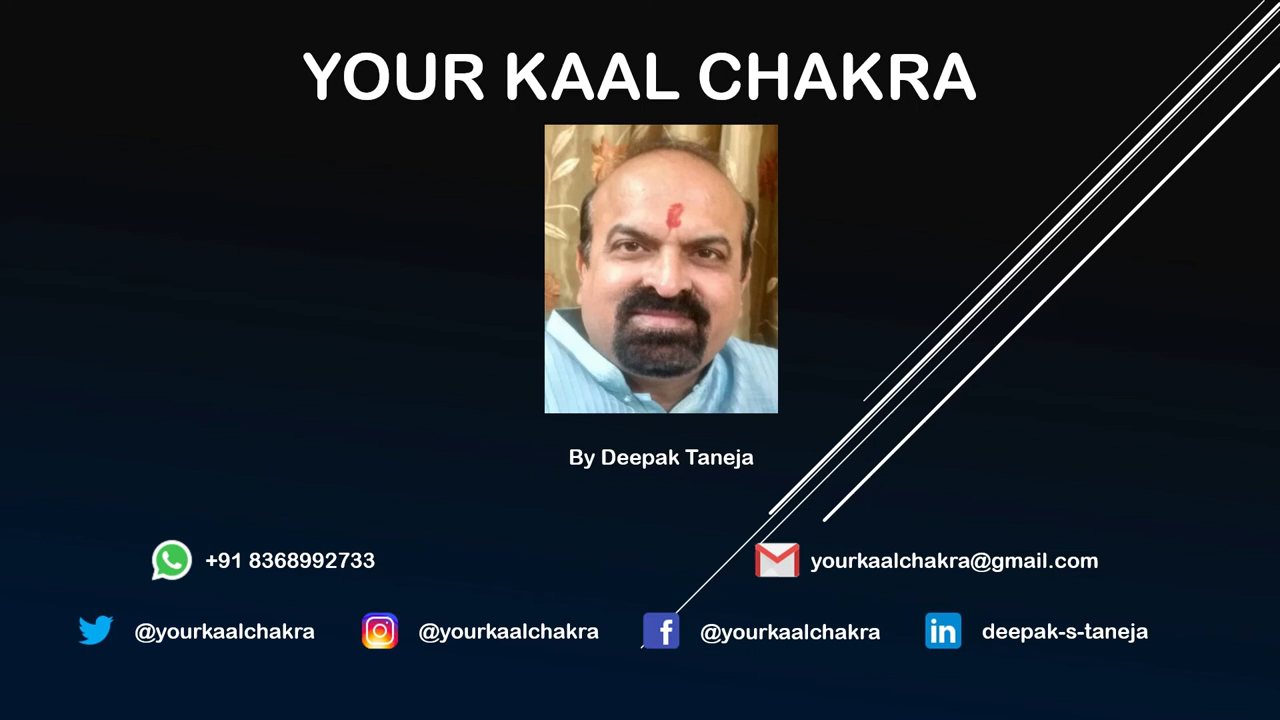 YOUR KAAL CHAKRA
By Deepak Taneja
+91 8368992733
yourkaalchakra@gmail.com
@yourkaalchakra
@yourkaalchakra
@yourkaalchakra
deepak-s-taneja